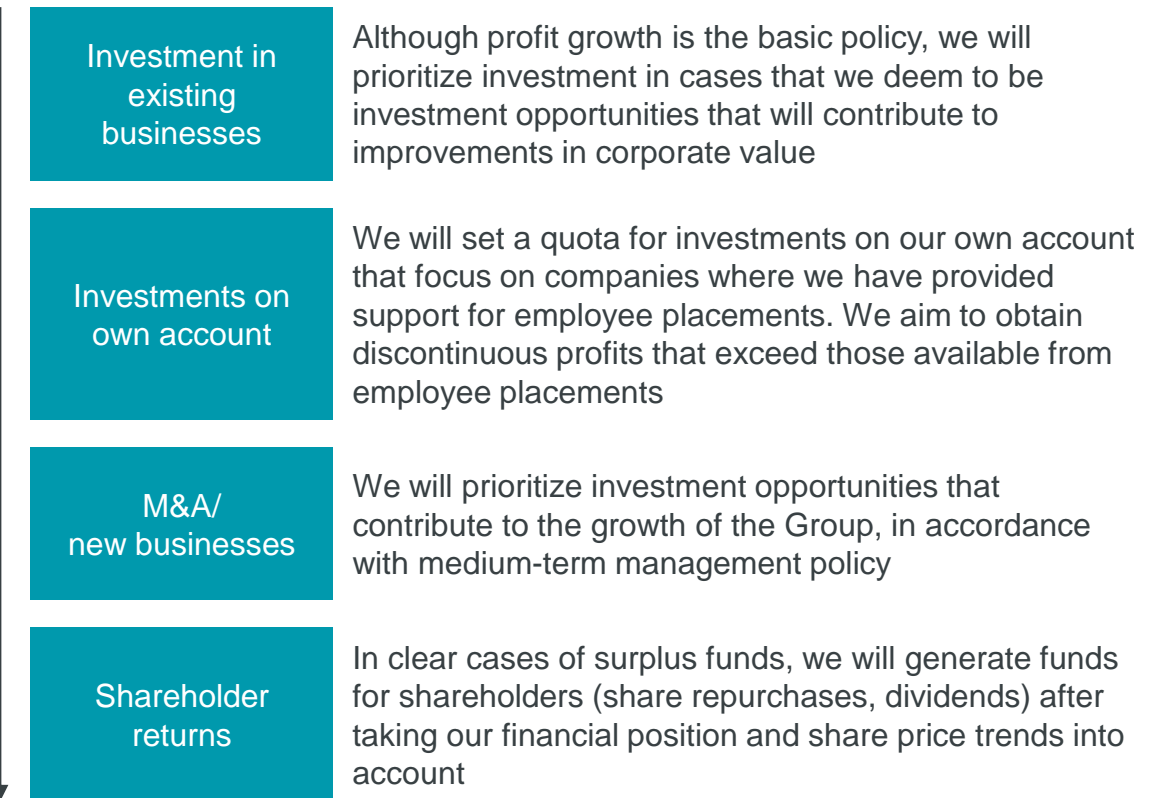 Investment in
existing
businesses
Although profit growth is the basic policy, we will
prioritize investment in cases that we deem to be
investment opportunities that will contribute to
improvements in corporate value
Investments on
own account
We will set a quota for investments on our own account
that focus on companies where we have provided
support for employee placements. We aim to obtain
discontinuous profits that exceed those available from
employee placements
M&A/
new businesses
We will prioritize investment opportunities that
contribute to the growth of the Group, in accordance
with medium-term management policy
Shareholder
returns
In clear cases of surplus funds, we will generate funds
for shareholders (share repurchases, dividends) after
taking our financial position and share price trends into
account